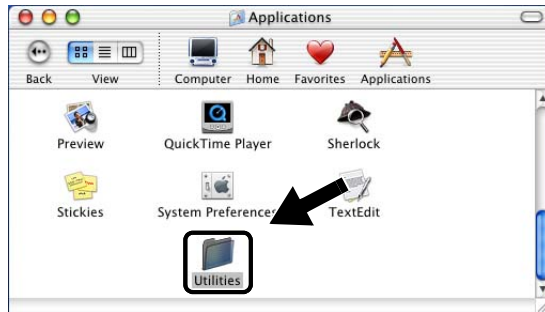 Applications
Back View Computer Home Favorites Applications
Preview QuickTime Player Sherlock
Stickies System Preferences TextEdit
Utilities